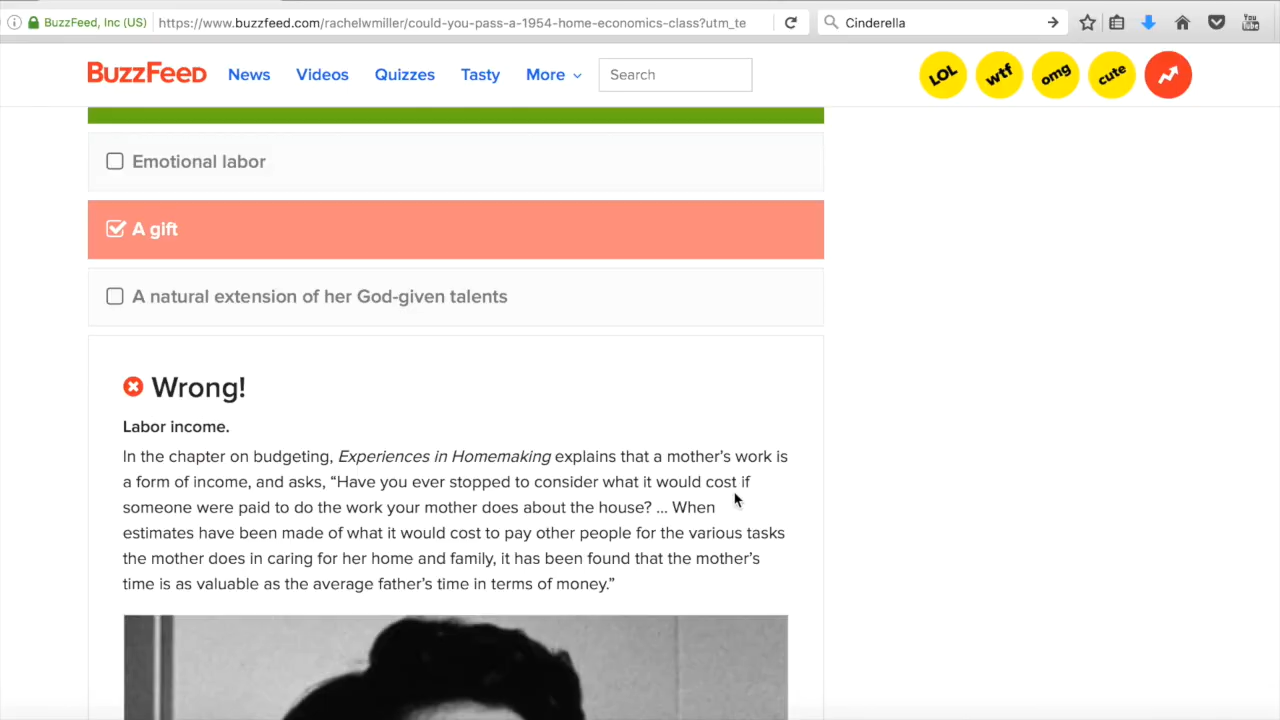 BuzzFeed, Inc (US) https://www.buzzfeed.com/rachelwmiller/could-you-pass-a-1954-home-economics-class?utm_te Cinderella You Tube
BuzzFeed News Videos Quizzes Tasty More Search LOL wtf omg cute
Emotional labor
A gift
A natural extension of her God-given talents
Wrong!
Labor income.
In the chapter on budgeting, Experiences in Homemaking explains that a mother's work is
a form of income, and asks, “Have you ever stopped to consider what it would cost if
someone were paid to do the work your mother does about the house? ... When
estimates have been made of what it would cost to pay other people for the various tasks
the mother does in caring for her home and family, it has been found that the mother's
time is as valuable as the average father's time in terms of money.”